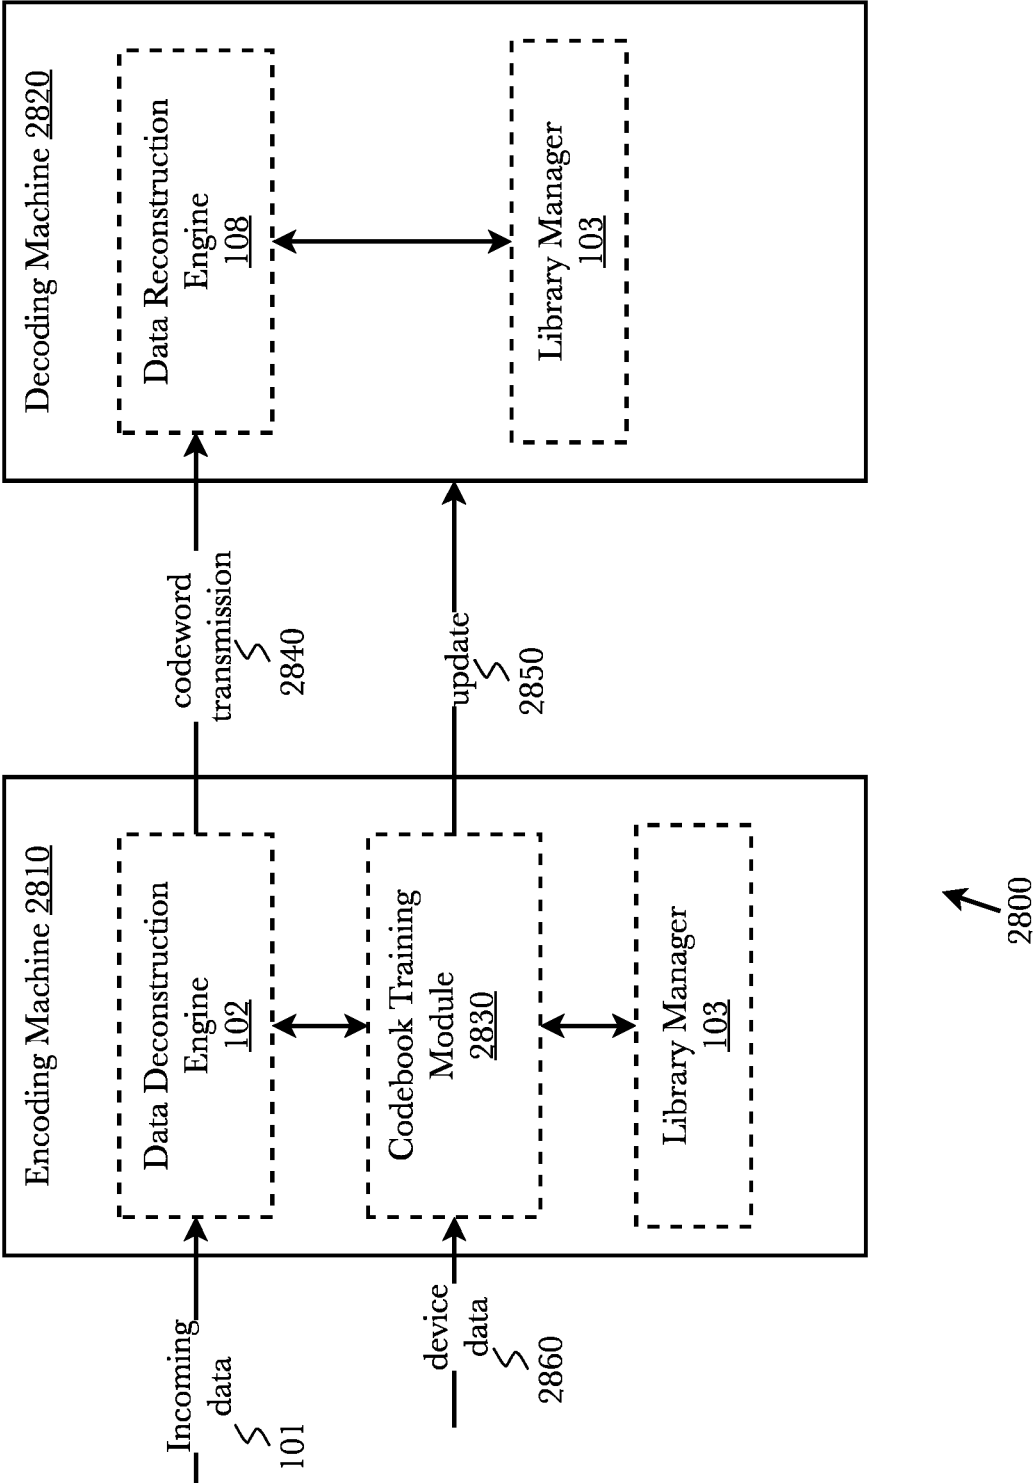 Encoding Machine 2810
Incoming
data
101
Data Deconstruction
Engine
102
codeword
transmission
2840
device
data
2860
Codebook Training
Module
2830
update
2850
Library Manager
103
Decoding Machine 2820
Data Reconstruction
Engine
108
Library Manager
103
2800